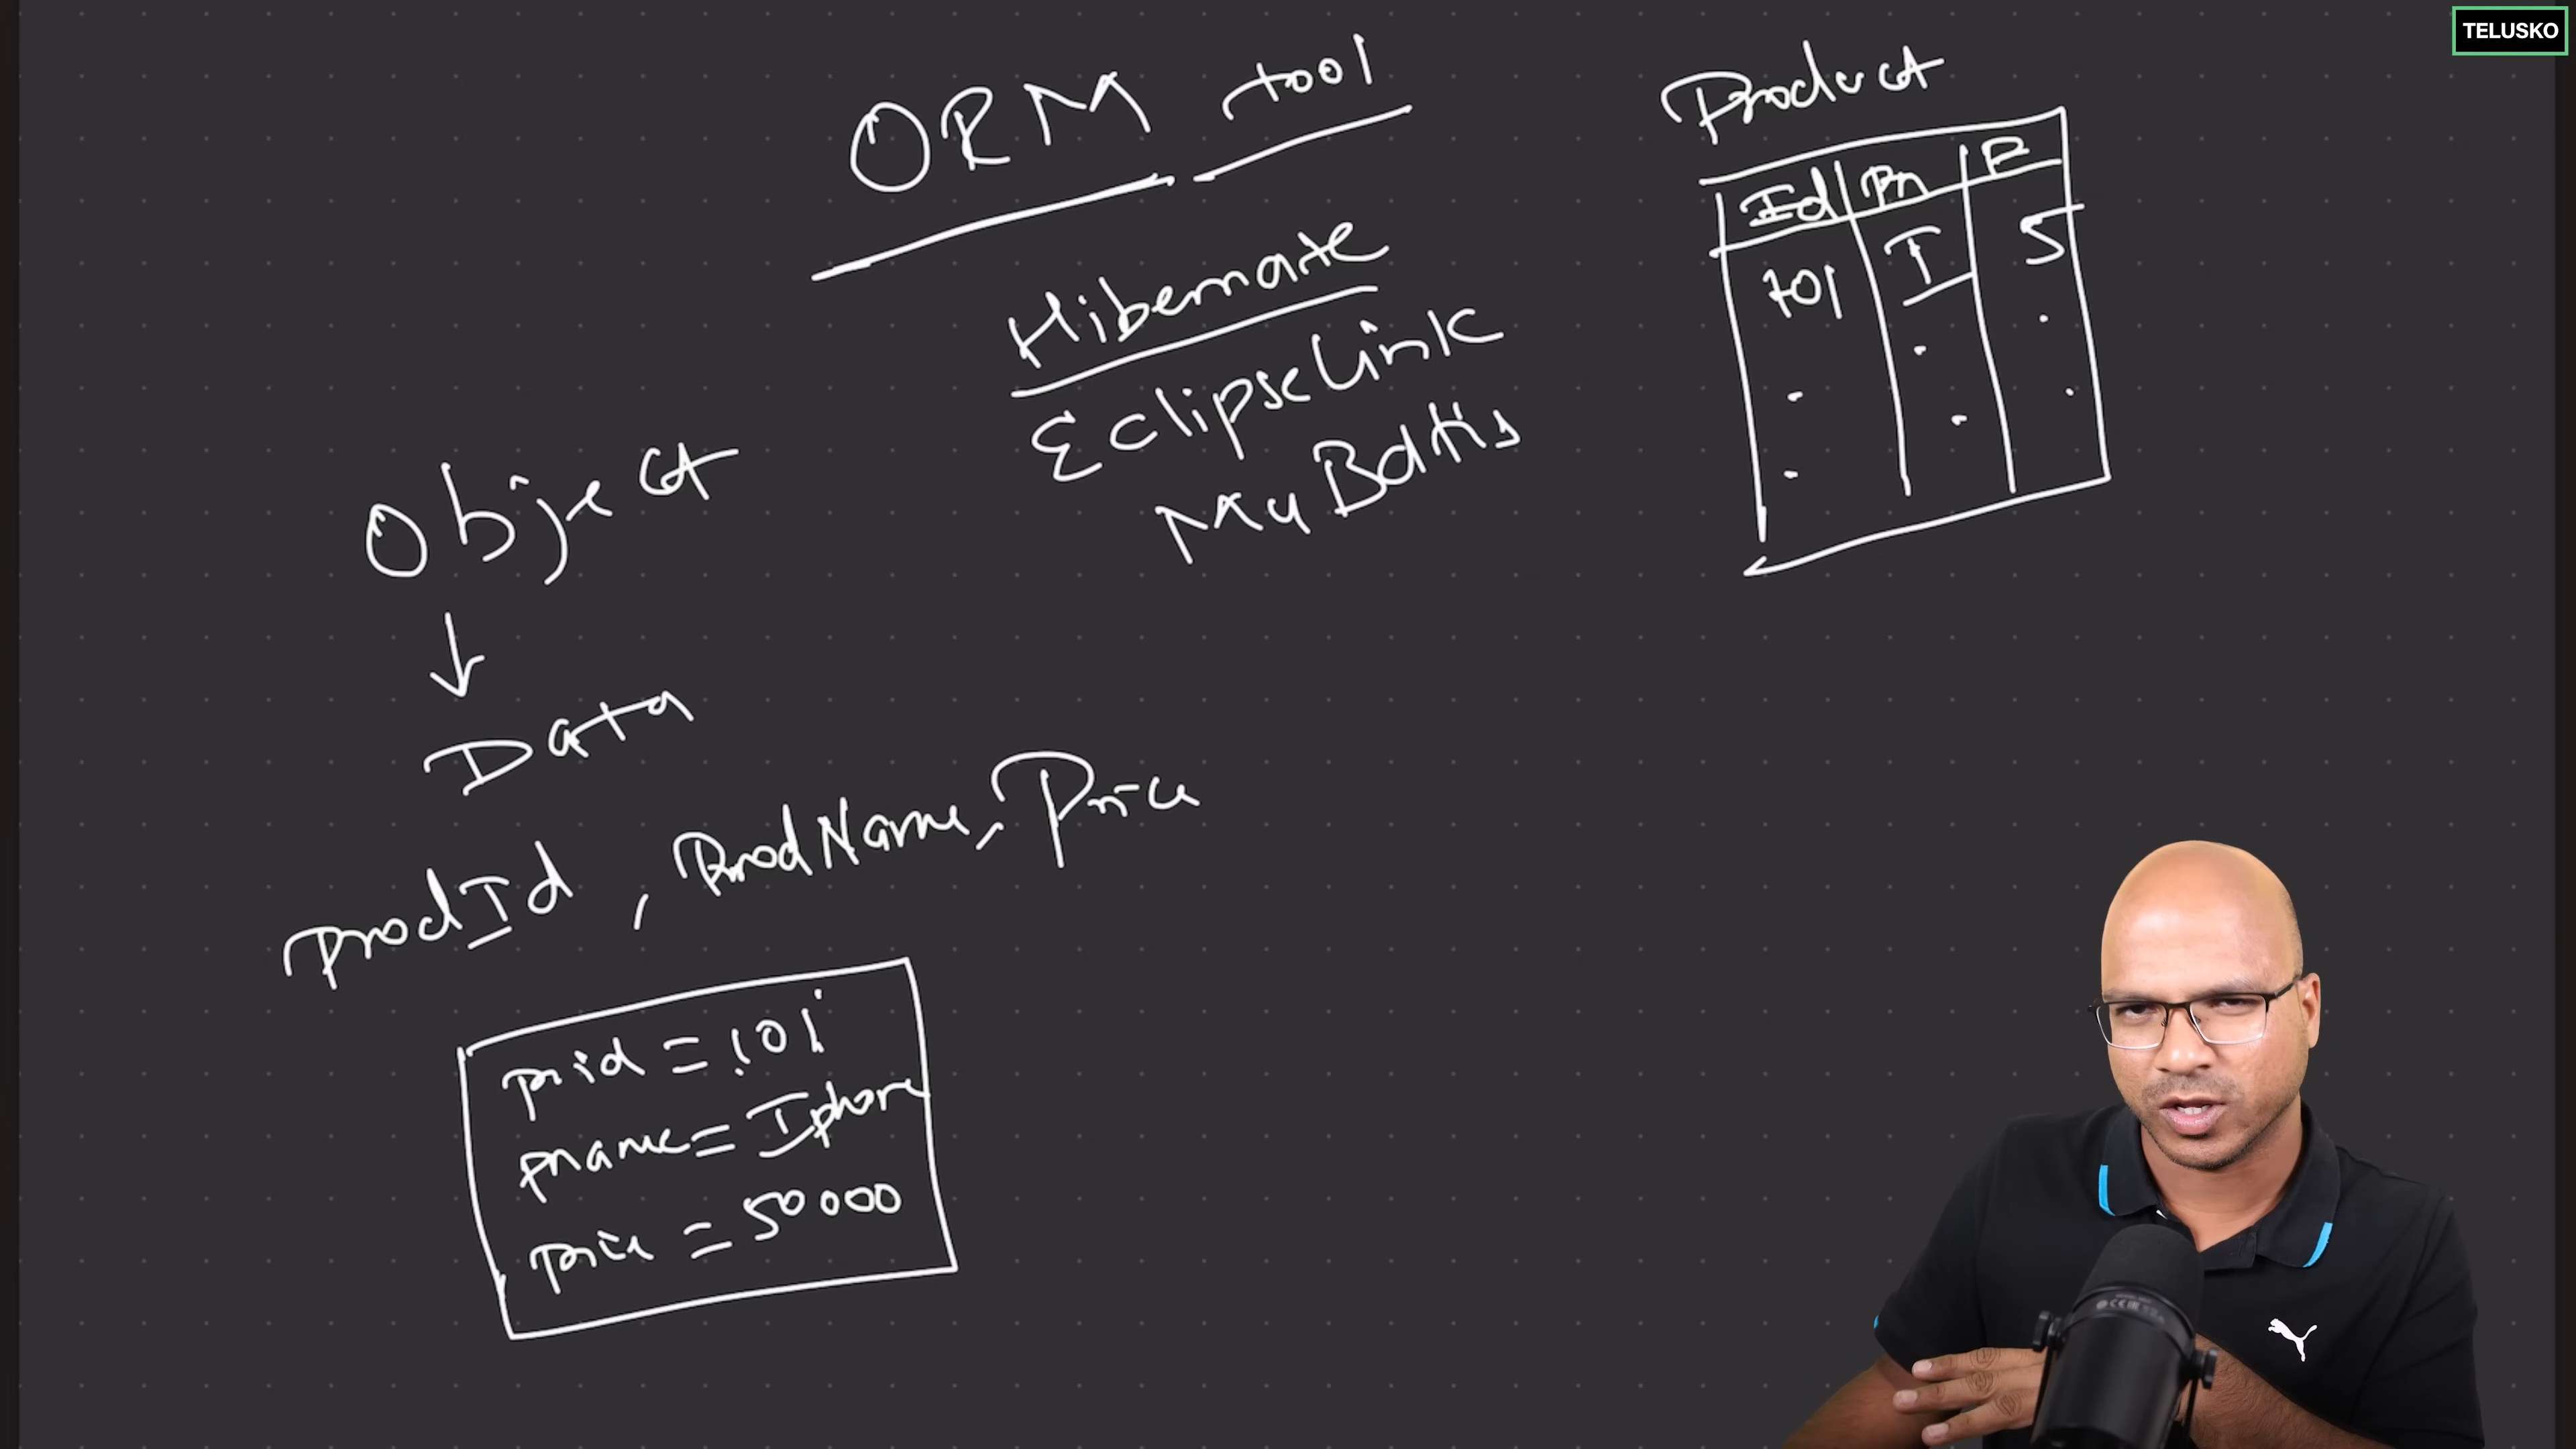 TELUSKO
ORM tool
Hibernate
EclipseLink
MyBatis
Product
Id Pn P
101 I 5
Object
Data
ProdId, ProdName, Price
prid = 101
pname = Iphone
price = 50000